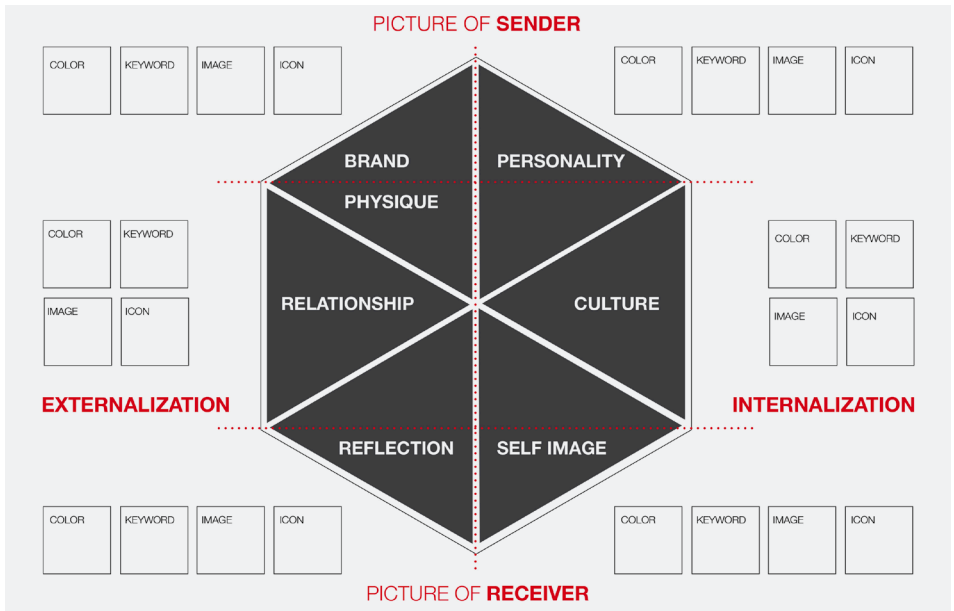 PICTURE OF SENDER
COLOR KEYWORD IMAGE ICON
COLOR KEYWORD IMAGE ICON
BRAND
PHYSIQUE
PERSONALITY
COLOR KEYWORD
IMAGE ICON
RELATIONSHIP
CULTURE
COLOR KEYWORD
IMAGE ICON
EXTERNALIZATION
INTERNALIZATION
REFLECTION
SELF IMAGE
COLOR KEYWORD IMAGE ICON
COLOR KEYWORD IMAGE ICON
PICTURE OF RECEIVER